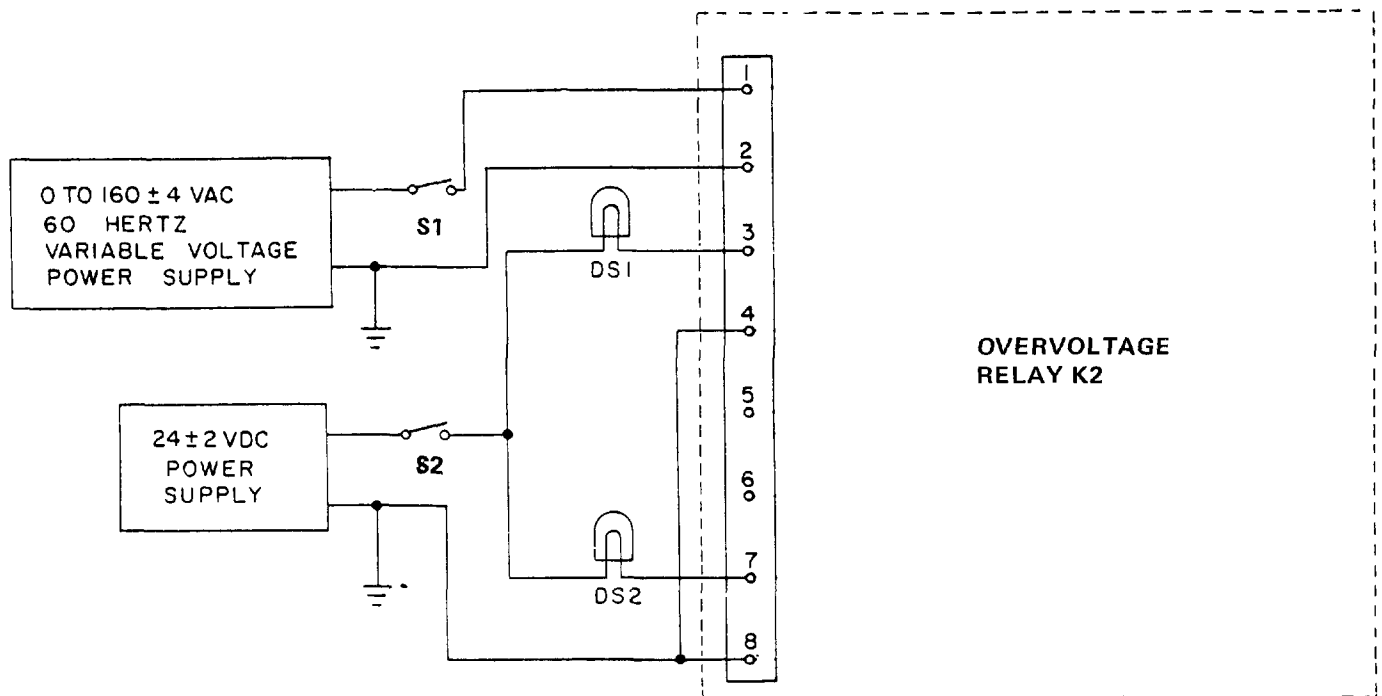 0 TO 160 ± 4 VAC
60 HERTZ
VARIABLE VOLTAGE
POWER SUPPLY
S1
24 ± 2 VDC
POWER
SUPPLY
S2
DS1
DS2
1
2
3
4
5
6
7
8
OVERVOLTAGE
RELAY K2